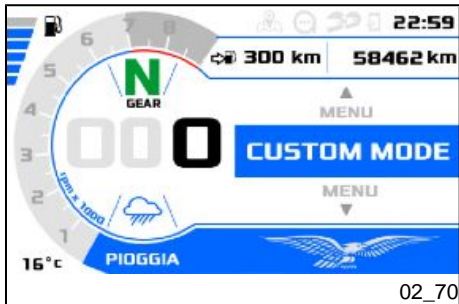 22:59
300 km 58462 km
MENU
CUSTOM MODE
MENU
8
7
6
5
4
3
2
1
rpm x 1000
N
GEAR
000
16°c
PIOGGIA
02_70